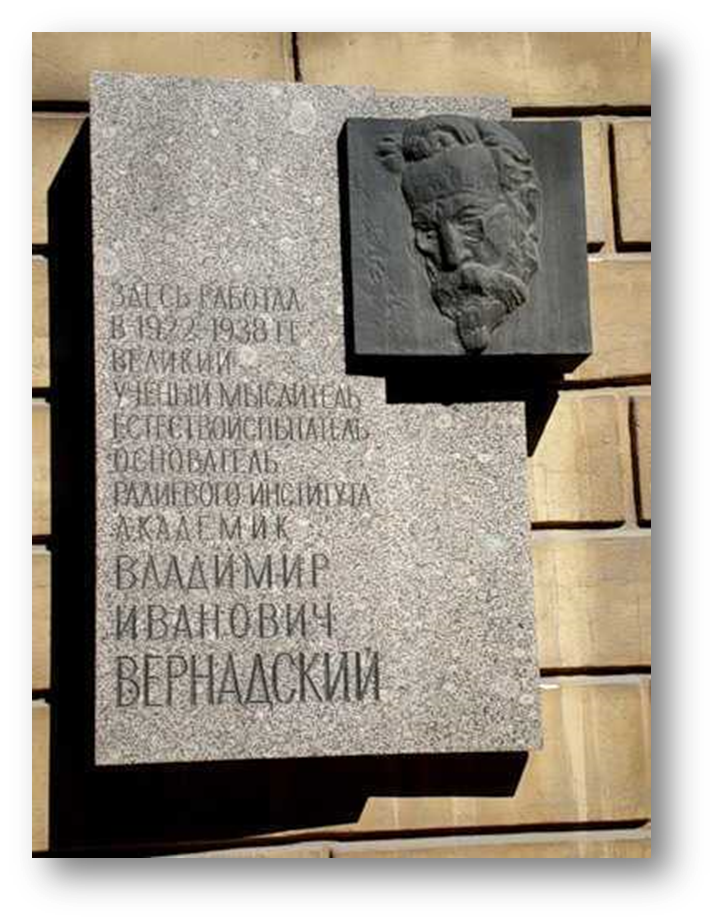 ЗДЕСЬ РАБОТАЛ
В 1922-1938 ГГ
ВЕЛИКИЙ
УЧЕНЫЙ МЫСЛИТЕЛЬ
ЕСТЕСТВОИСПЫТАТЕЛЬ
ОСНОВАТЕЛЬ
РАДИЕВОГО ИНСТИТУТА
АКАДЕМИК
ВЛАДИМИР
ИВАНОВИЧ
ВЕРНАДСКИЙ